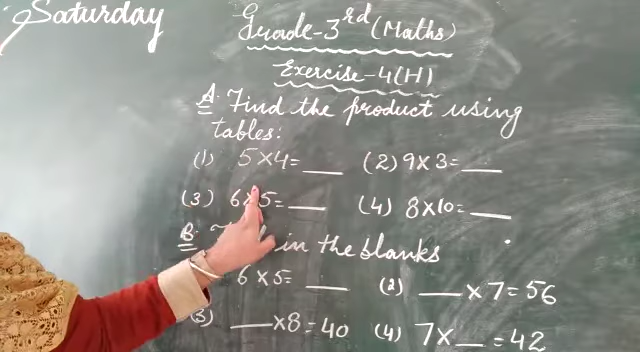 Saturday
Grade-3rd (Maths)
Exercise-4(H)
A. Find the product using
tables:
(1) 5×4=___ (2) 9×3=___
(3) 6×5=___ (4) 8×10=___
B. in the blanks
6×5=___ (2) ___×7=56
(3) ___×8=40 (4) 7×___=42